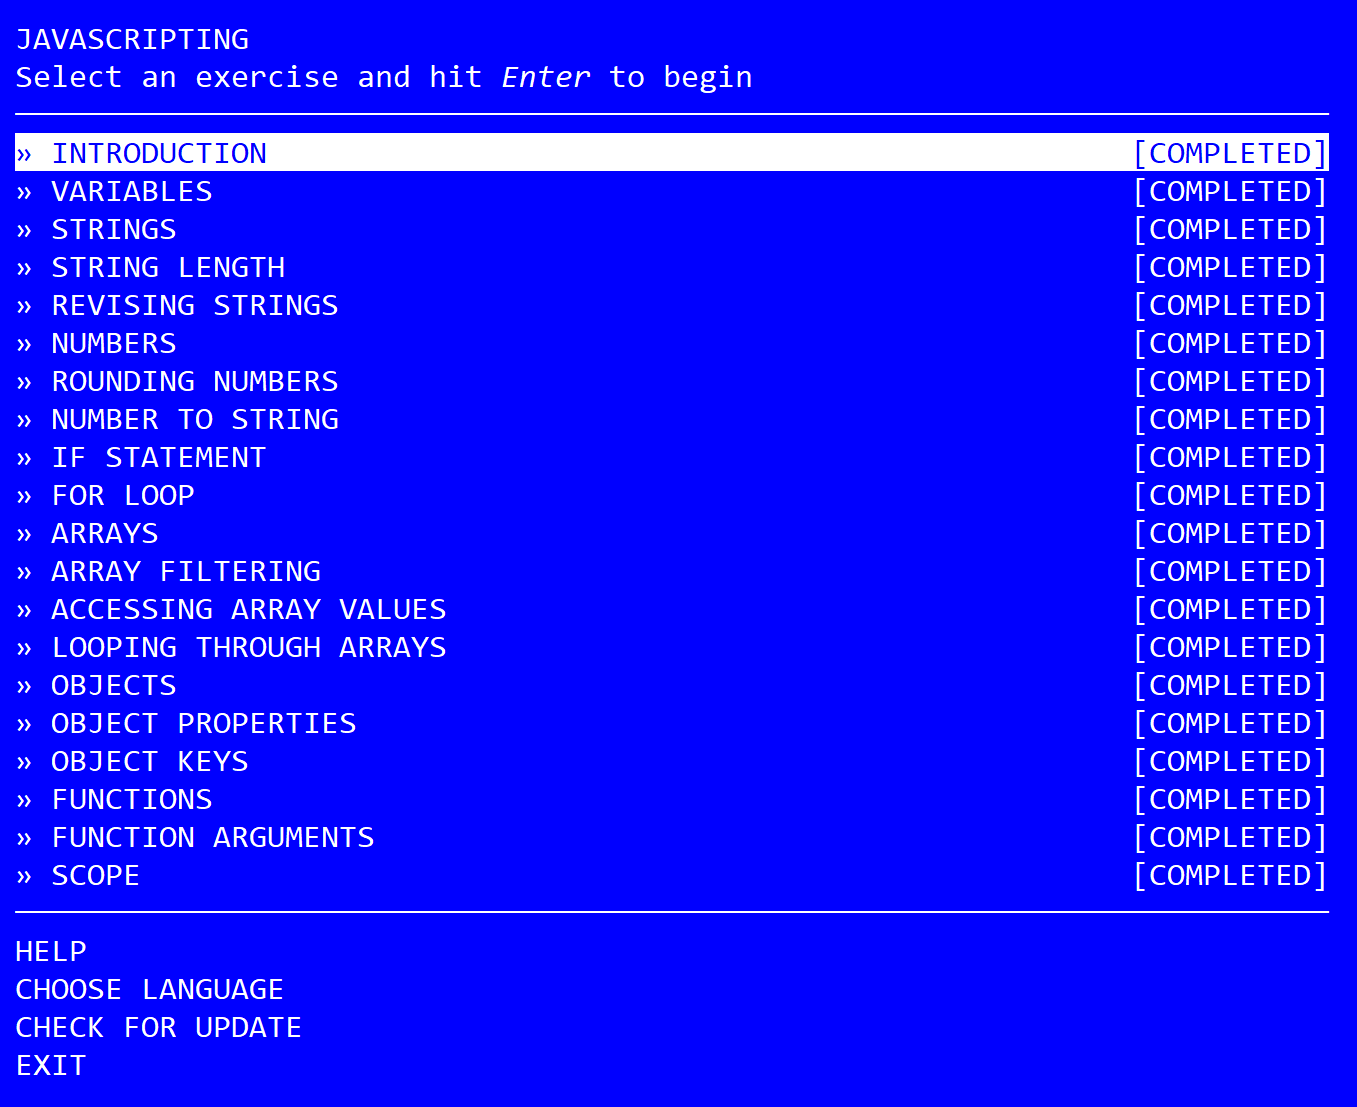 JAVASCRIPTING
Select an exercise and hit Enter to begin
» INTRODUCTION [COMPLETED]
» VARIABLES [COMPLETED]
» STRINGS [COMPLETED]
» STRING LENGTH [COMPLETED]
» REVISING STRINGS [COMPLETED]
» NUMBERS [COMPLETED]
» ROUNDING NUMBERS [COMPLETED]
» NUMBER TO STRING [COMPLETED]
» IF STATEMENT [COMPLETED]
» FOR LOOP [COMPLETED]
» ARRAYS [COMPLETED]
» ARRAY FILTERING [COMPLETED]
» ACCESSING ARRAY VALUES [COMPLETED]
» LOOPING THROUGH ARRAYS [COMPLETED]
» OBJECTS [COMPLETED]
» OBJECT PROPERTIES [COMPLETED]
» OBJECT KEYS [COMPLETED]
» FUNCTIONS [COMPLETED]
» FUNCTION ARGUMENTS [COMPLETED]
» SCOPE [COMPLETED]
HELP
CHOOSE LANGUAGE
CHECK FOR UPDATE
EXIT